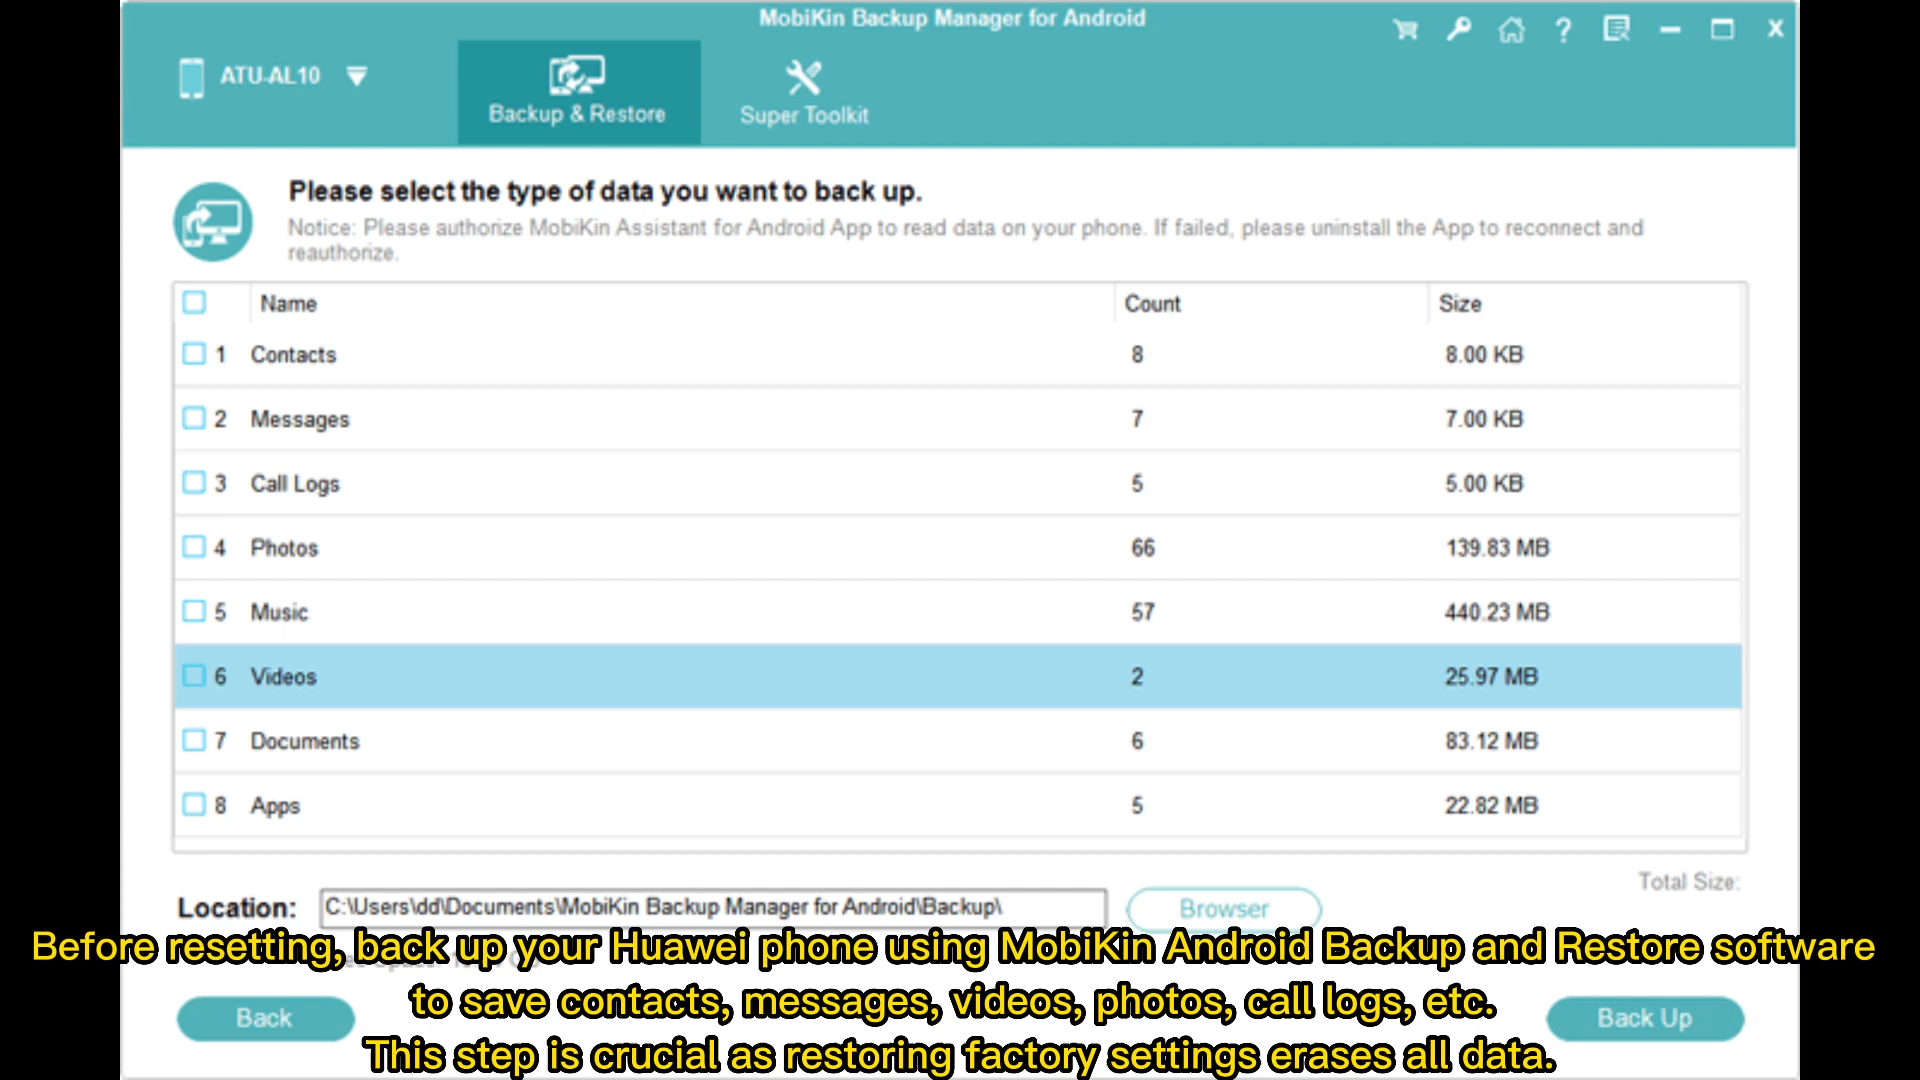 MobiKin Backup Manager for Android
ATU-AL10
Backup & Restore
Super Toolkit
Please select the type of data you want to back up.
Notice: Please authorize MobiKin Assistant for Android App to read data on your phone. If failed, please uninstall the App to reconnect and
reauthorize.
Name Count Size
1 Contacts 8 8.00 KB
2 Messages 7 7.00 KB
3 Call Logs 5 5.00 KB
4 Photos 66 139.83 MB
5 Music 57 440.23 MB
6 Videos 2 25.97 MB
7 Documents 6 83.12 MB
8 Apps 5 22.82 MB
Total Size:
Location: C:\Users\dd\Documents\MobiKin Backup Manager for Android\Backup\ Browser
Before resetting, back up your Huawei phone using MobiKin Android Backup and Restore software
to save contacts, messages, videos, photos, call logs, etc.
This step is crucial as restoring factory settings erases all data.
Back
Back Up